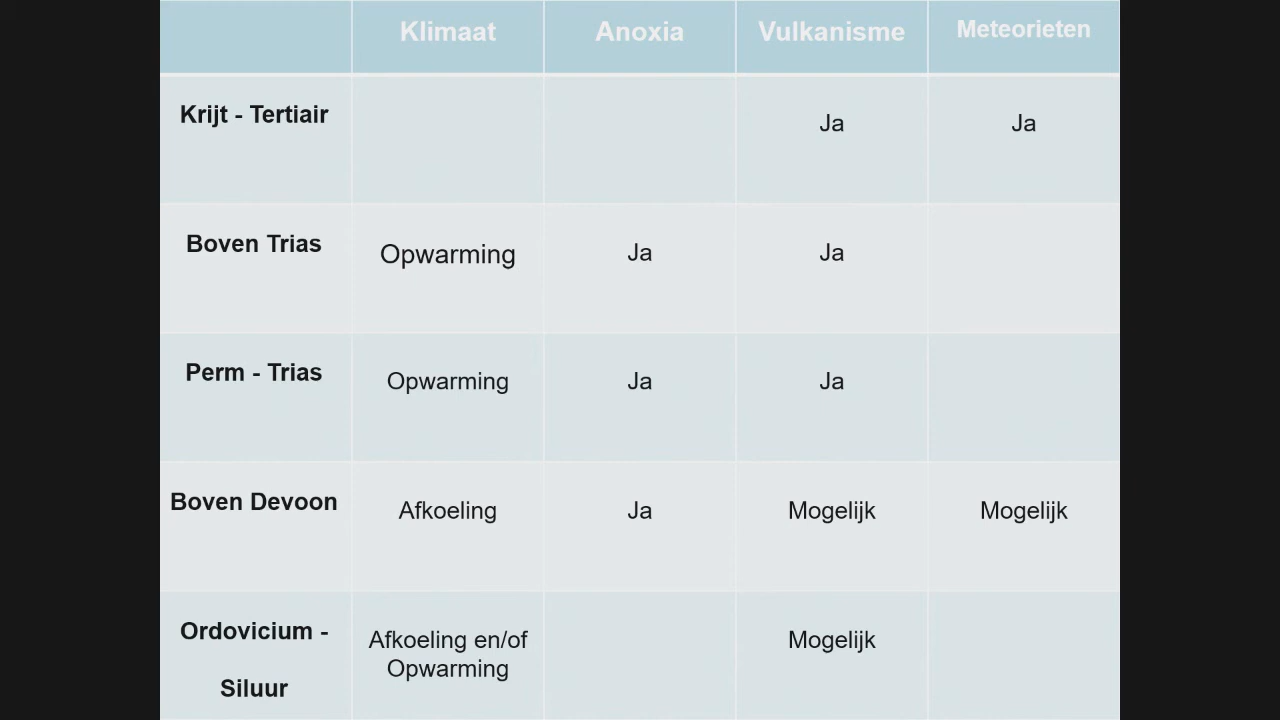 Klimaat Anoxia Vulkanisme Meteorieten
Krijt - Tertiair Ja Ja
Boven Trias Opwarming Ja Ja
Perm - Trias Opwarming Ja Ja
Boven Devoon Afkoeling Ja Mogelijk Mogelijk
Ordovicium - Afkoeling en/of Mogelijk
Siluur Opwarming